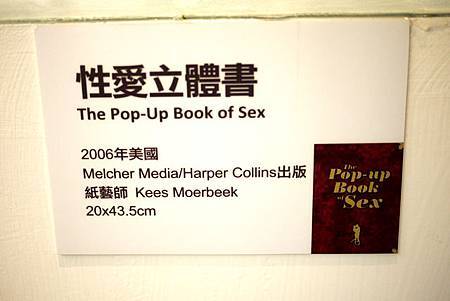 性愛立體書
The Pop-Up Book of Sex
2006年美國
Melcher Media/Harper Collins出版
紙藝師 Kees Moerbeek
20x43.5cm
The
Pop-up
Book
of Sex